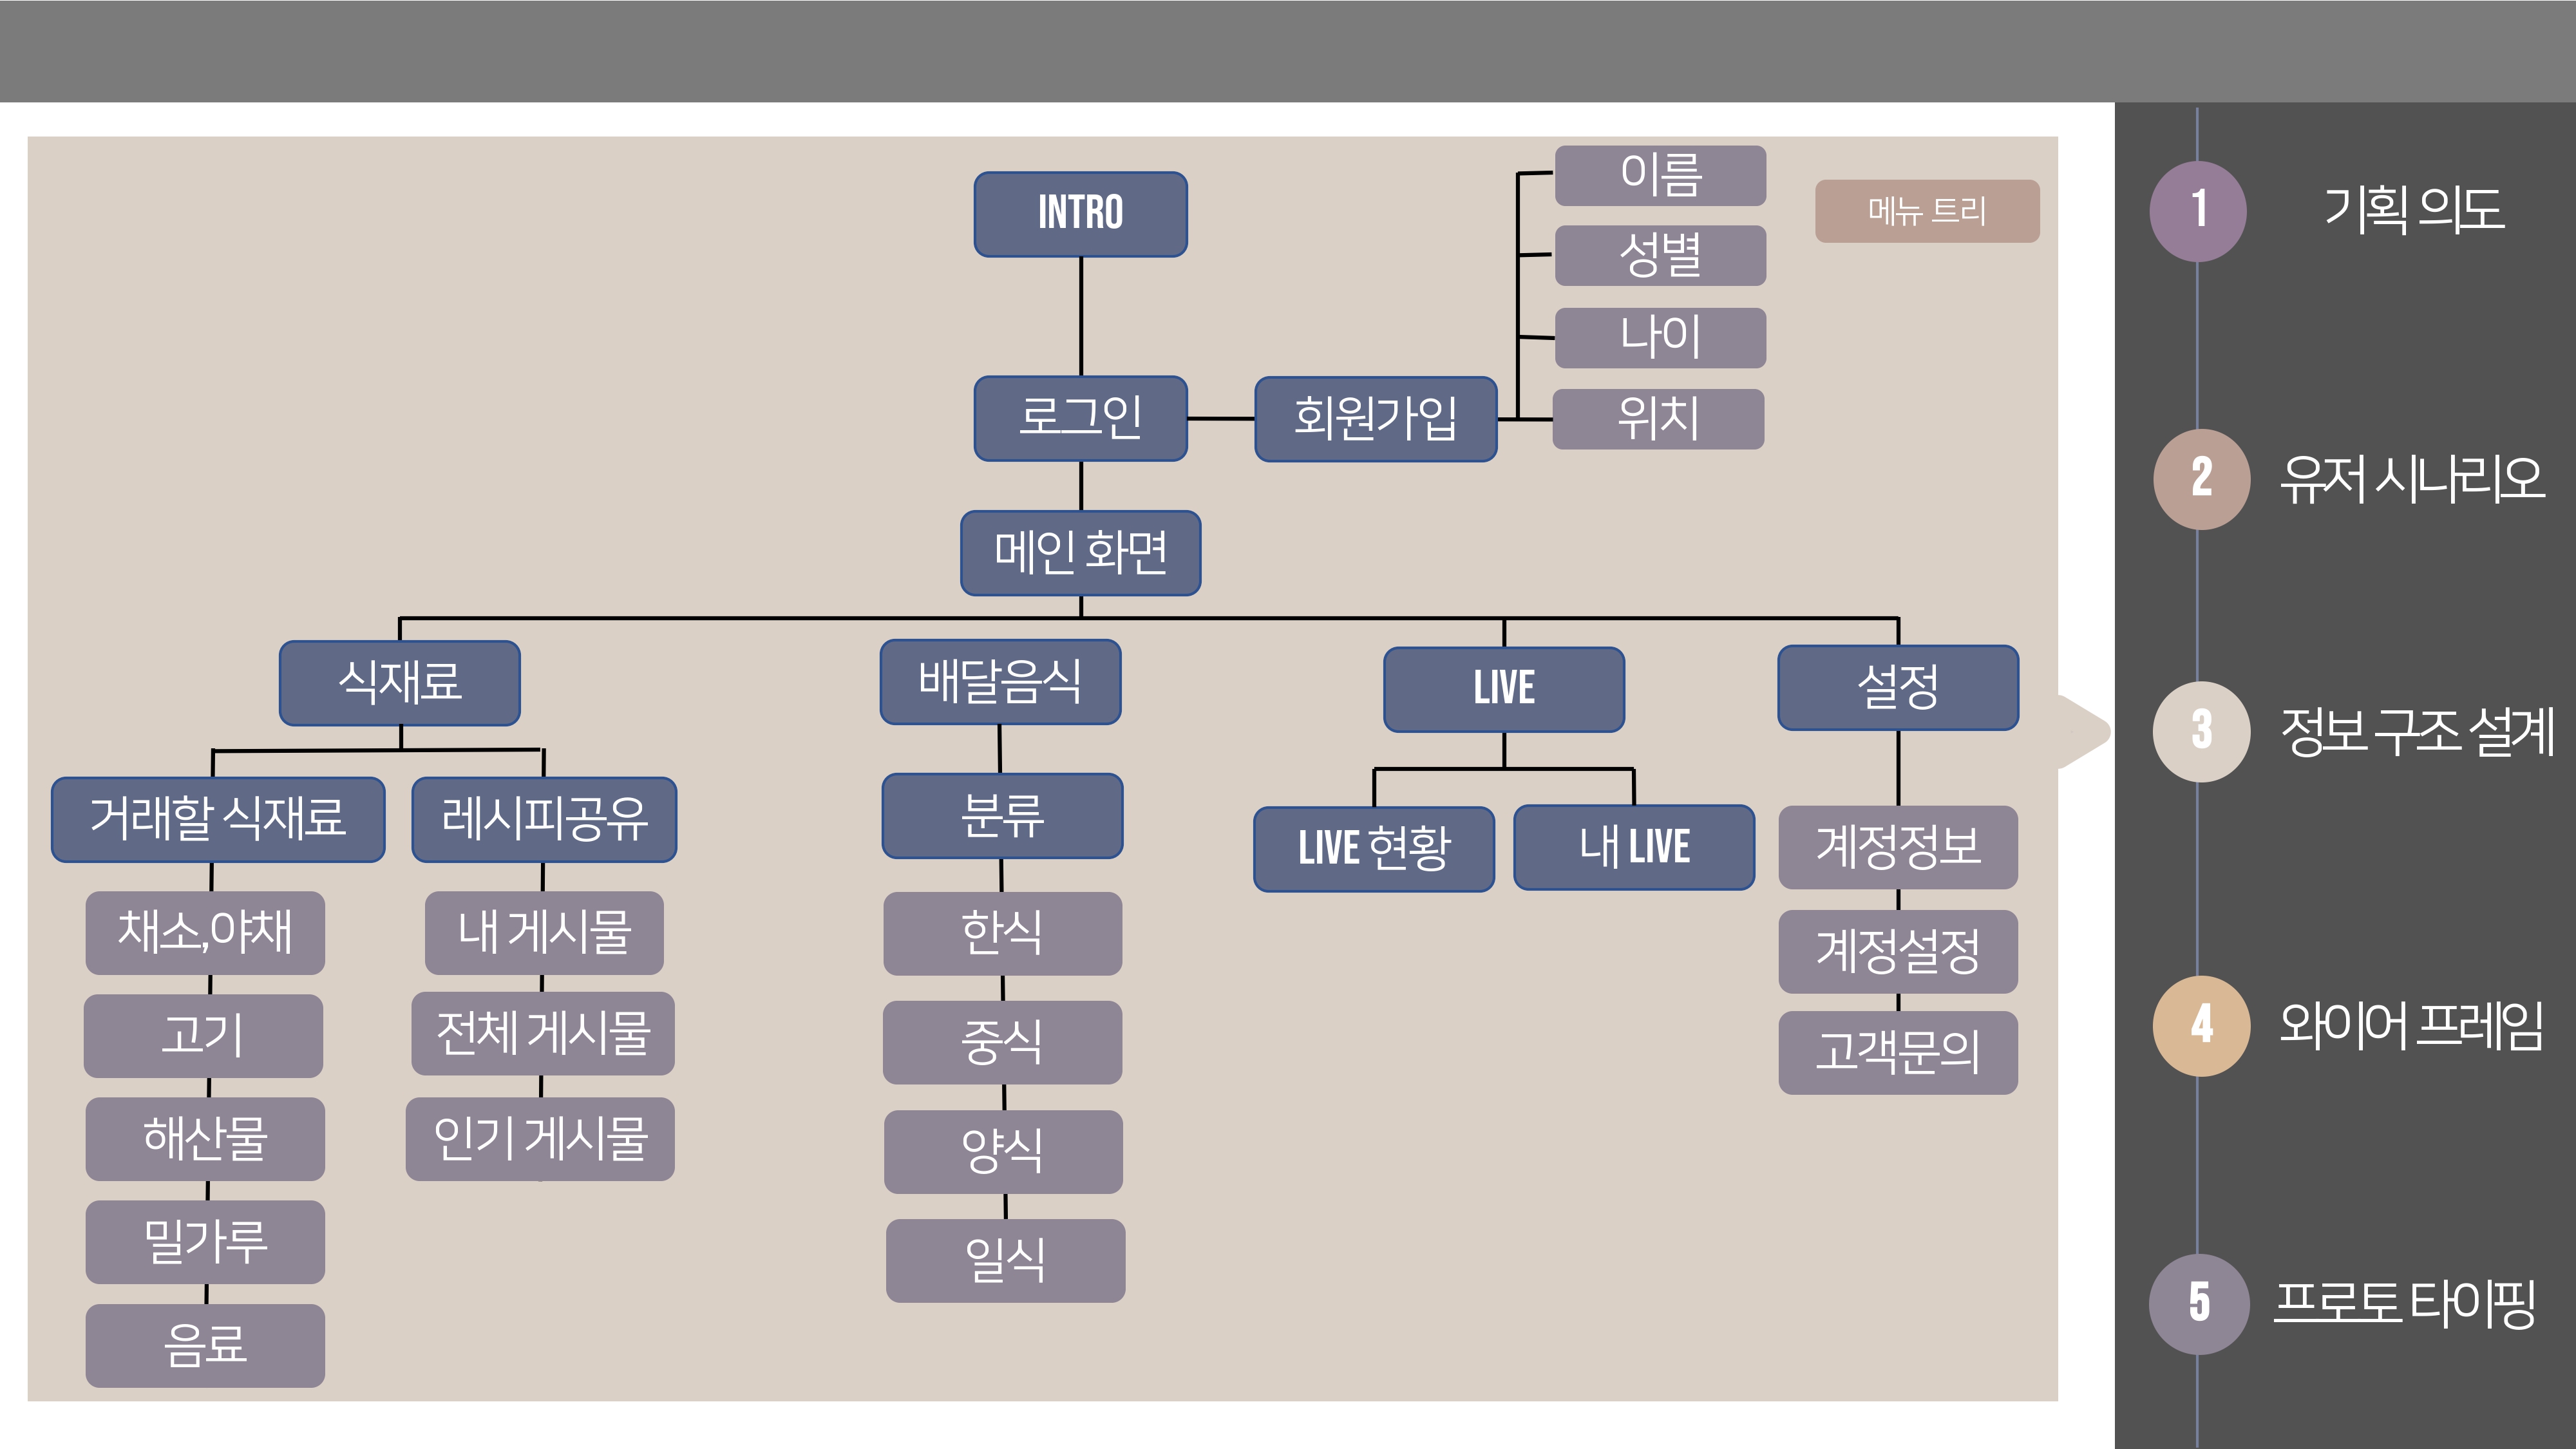 INTRO
이름
성별
나이
위치
메뉴 트리
로그인
회원가입
메인 화면
식재료
배달음식
LIVE
설정
거래할 식재료
레시피공유
분류
LIVE 현황
내 LIVE
계정정보
계정설정
고객문의
채소,야채
고기
해산물
밀가루
음료
내 게시물
전체 게시물
인기 게시물
한식
중식
양식
일식
1
기획 의도
2
유저 시나리오
3
정보 구조 설계
4
와이어 프레임
5
프로토 타이핑